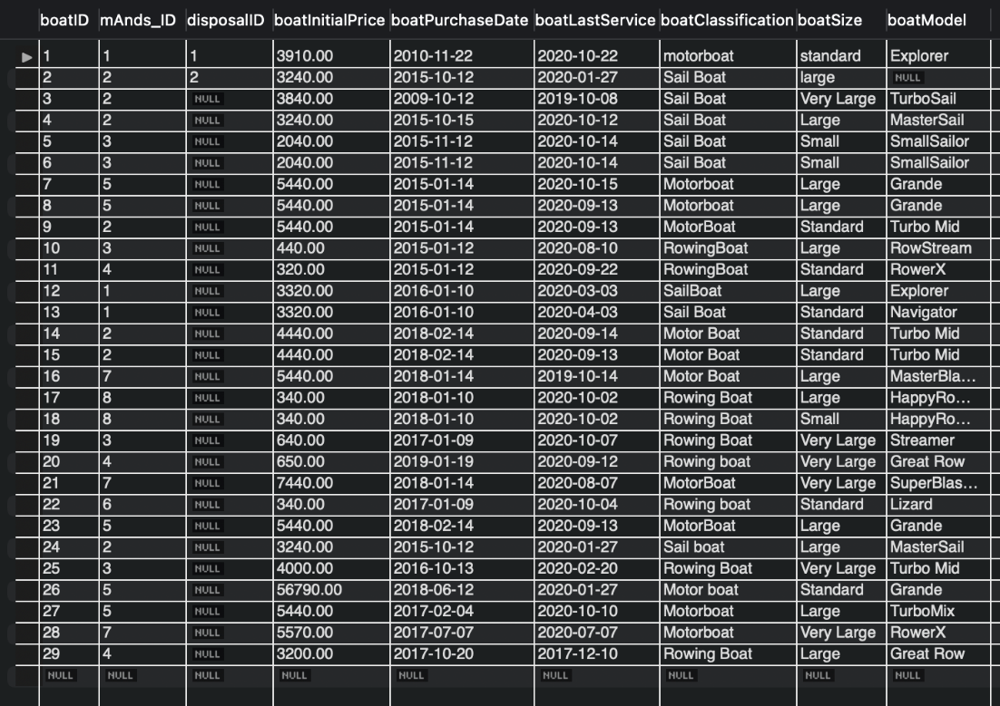 boatID mAnds_ID disposalID boatInitialPrice boatPurchaseDate boatLastService boatClassification boatSize boatModel
1 1 1 3910.00 2010-11-22 2020-10-22 motorboat standard Explorer
2 2 2 3240.00 2015-10-12 2020-01-27 Sail Boat large NULL
3 2 NULL 3840.00 2009-10-12 2019-10-08 Sail Boat Very Large TurboSail
4 2 NULL 3240.00 2015-10-15 2020-10-12 Sail Boat Large MasterSail
5 3 NULL 2040.00 2015-11-12 2020-10-14 Sail Boat Small SmallSailor
6 3 NULL 2040.00 2015-11-12 2020-10-14 Sail Boat Small SmallSailor
7 5 NULL 5440.00 2015-01-14 2020-10-15 Motorboat Large Grande
8 5 NULL 5440.00 2015-01-14 2020-09-13 Motorboat Large Grande
9 2 NULL 5440.00 2015-01-14 2020-09-13 MotorBoat Standard Turbo Mid
10 3 NULL 440.00 2015-01-12 2020-08-10 RowingBoat Large RowStream
11 4 NULL 320.00 2015-01-12 2020-09-22 RowingBoat Standard RowerX
12 1 NULL 3320.00 2016-01-10 2020-03-03 SailBoat Large Explorer
13 1 NULL 3320.00 2016-01-10 2020-04-03 Sail Boat Standard Navigator
14 2 NULL 4440.00 2018-02-14 2020-09-14 Motor Boat Standard Turbo Mid
15 2 NULL 4440.00 2018-02-14 2020-09-13 Motor Boat Standard Turbo Mid
16 7 NULL 5440.00 2018-01-14 2019-10-14 Motor Boat Large MasterBla...
17 8 NULL 340.00 2018-01-10 2020-10-02 Rowing Boat Large HappyRo...
18 8 NULL 340.00 2018-01-10 2020-10-02 Rowing Boat Small HappyRo...
19 3 NULL 640.00 2017-01-09 2020-10-07 Rowing Boat Very Large Streamer
20 4 NULL 650.00 2019-01-19 2020-09-12 Rowing boat Very Large Great Row
21 7 NULL 7440.00 2018-01-14 2020-08-07 MotorBoat Very Large SuperBlas...
22 6 NULL 340.00 2017-01-09 2020-10-04 Rowing boat Standard Lizard
23 5 NULL 5440.00 2018-02-14 2020-09-13 MotorBoat Large Grande
24 2 NULL 3240.00 2015-10-12 2020-01-27 Sail boat Large MasterSail
25 3 NULL 4000.00 2016-10-13 2020-02-20 Rowing Boat Very Large Turbo Mid
26 5 NULL 56790.00 2018-06-12 2020-01-27 Motor boat Standard Grande
27 5 NULL 5440.00 2017-02-04 2020-10-10 Motorboat Large TurboMix
28 7 NULL 5570.00 2017-07-07 2020-07-07 Motorboat Very Large RowerX
29 4 NULL 3200.00 2017-10-20 2017-12-10 Rowing Boat Large Great Row
NULL NULL NULL NULL NULL NULL NULL NULL NULL